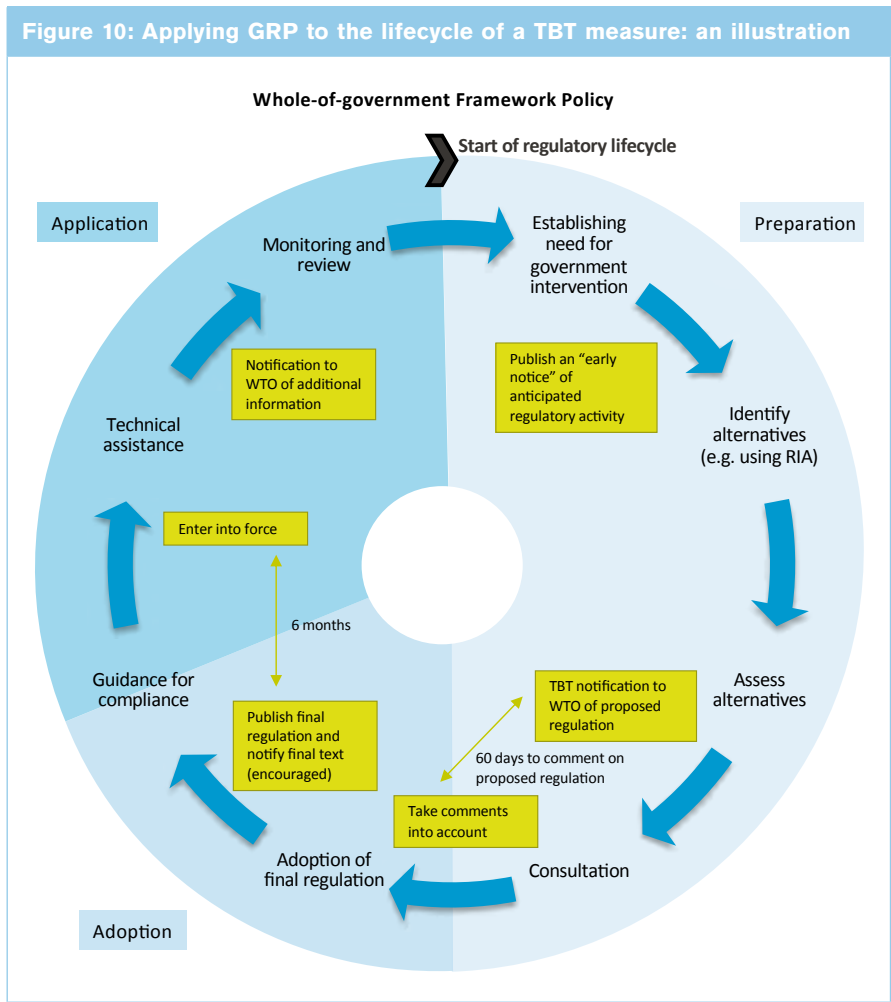 Figure 10: Applying GRP to the lifecycle of a TBT measure: an illustration
Whole-of-government Framework Policy
Start of regulatory lifecycle
Application
Preparation
Monitoring and
review
Establishing
need for
government
intervention
Notification to
WTO of additional
information
Publish an “early
notice” of
anticipated
regulatory activity
Technical
assistance
Identify
alternatives
(e.g. using RIA)
Enter into force
6 months
Guidance for
compliance
Assess
alternatives
TBT notification to
WTO of proposed
regulation
Publish final
regulation and
notify final text
(encouraged)
60 days to comment on
proposed regulation
Take comments
into account
Adoption of
final regulation
Consultation
Adoption